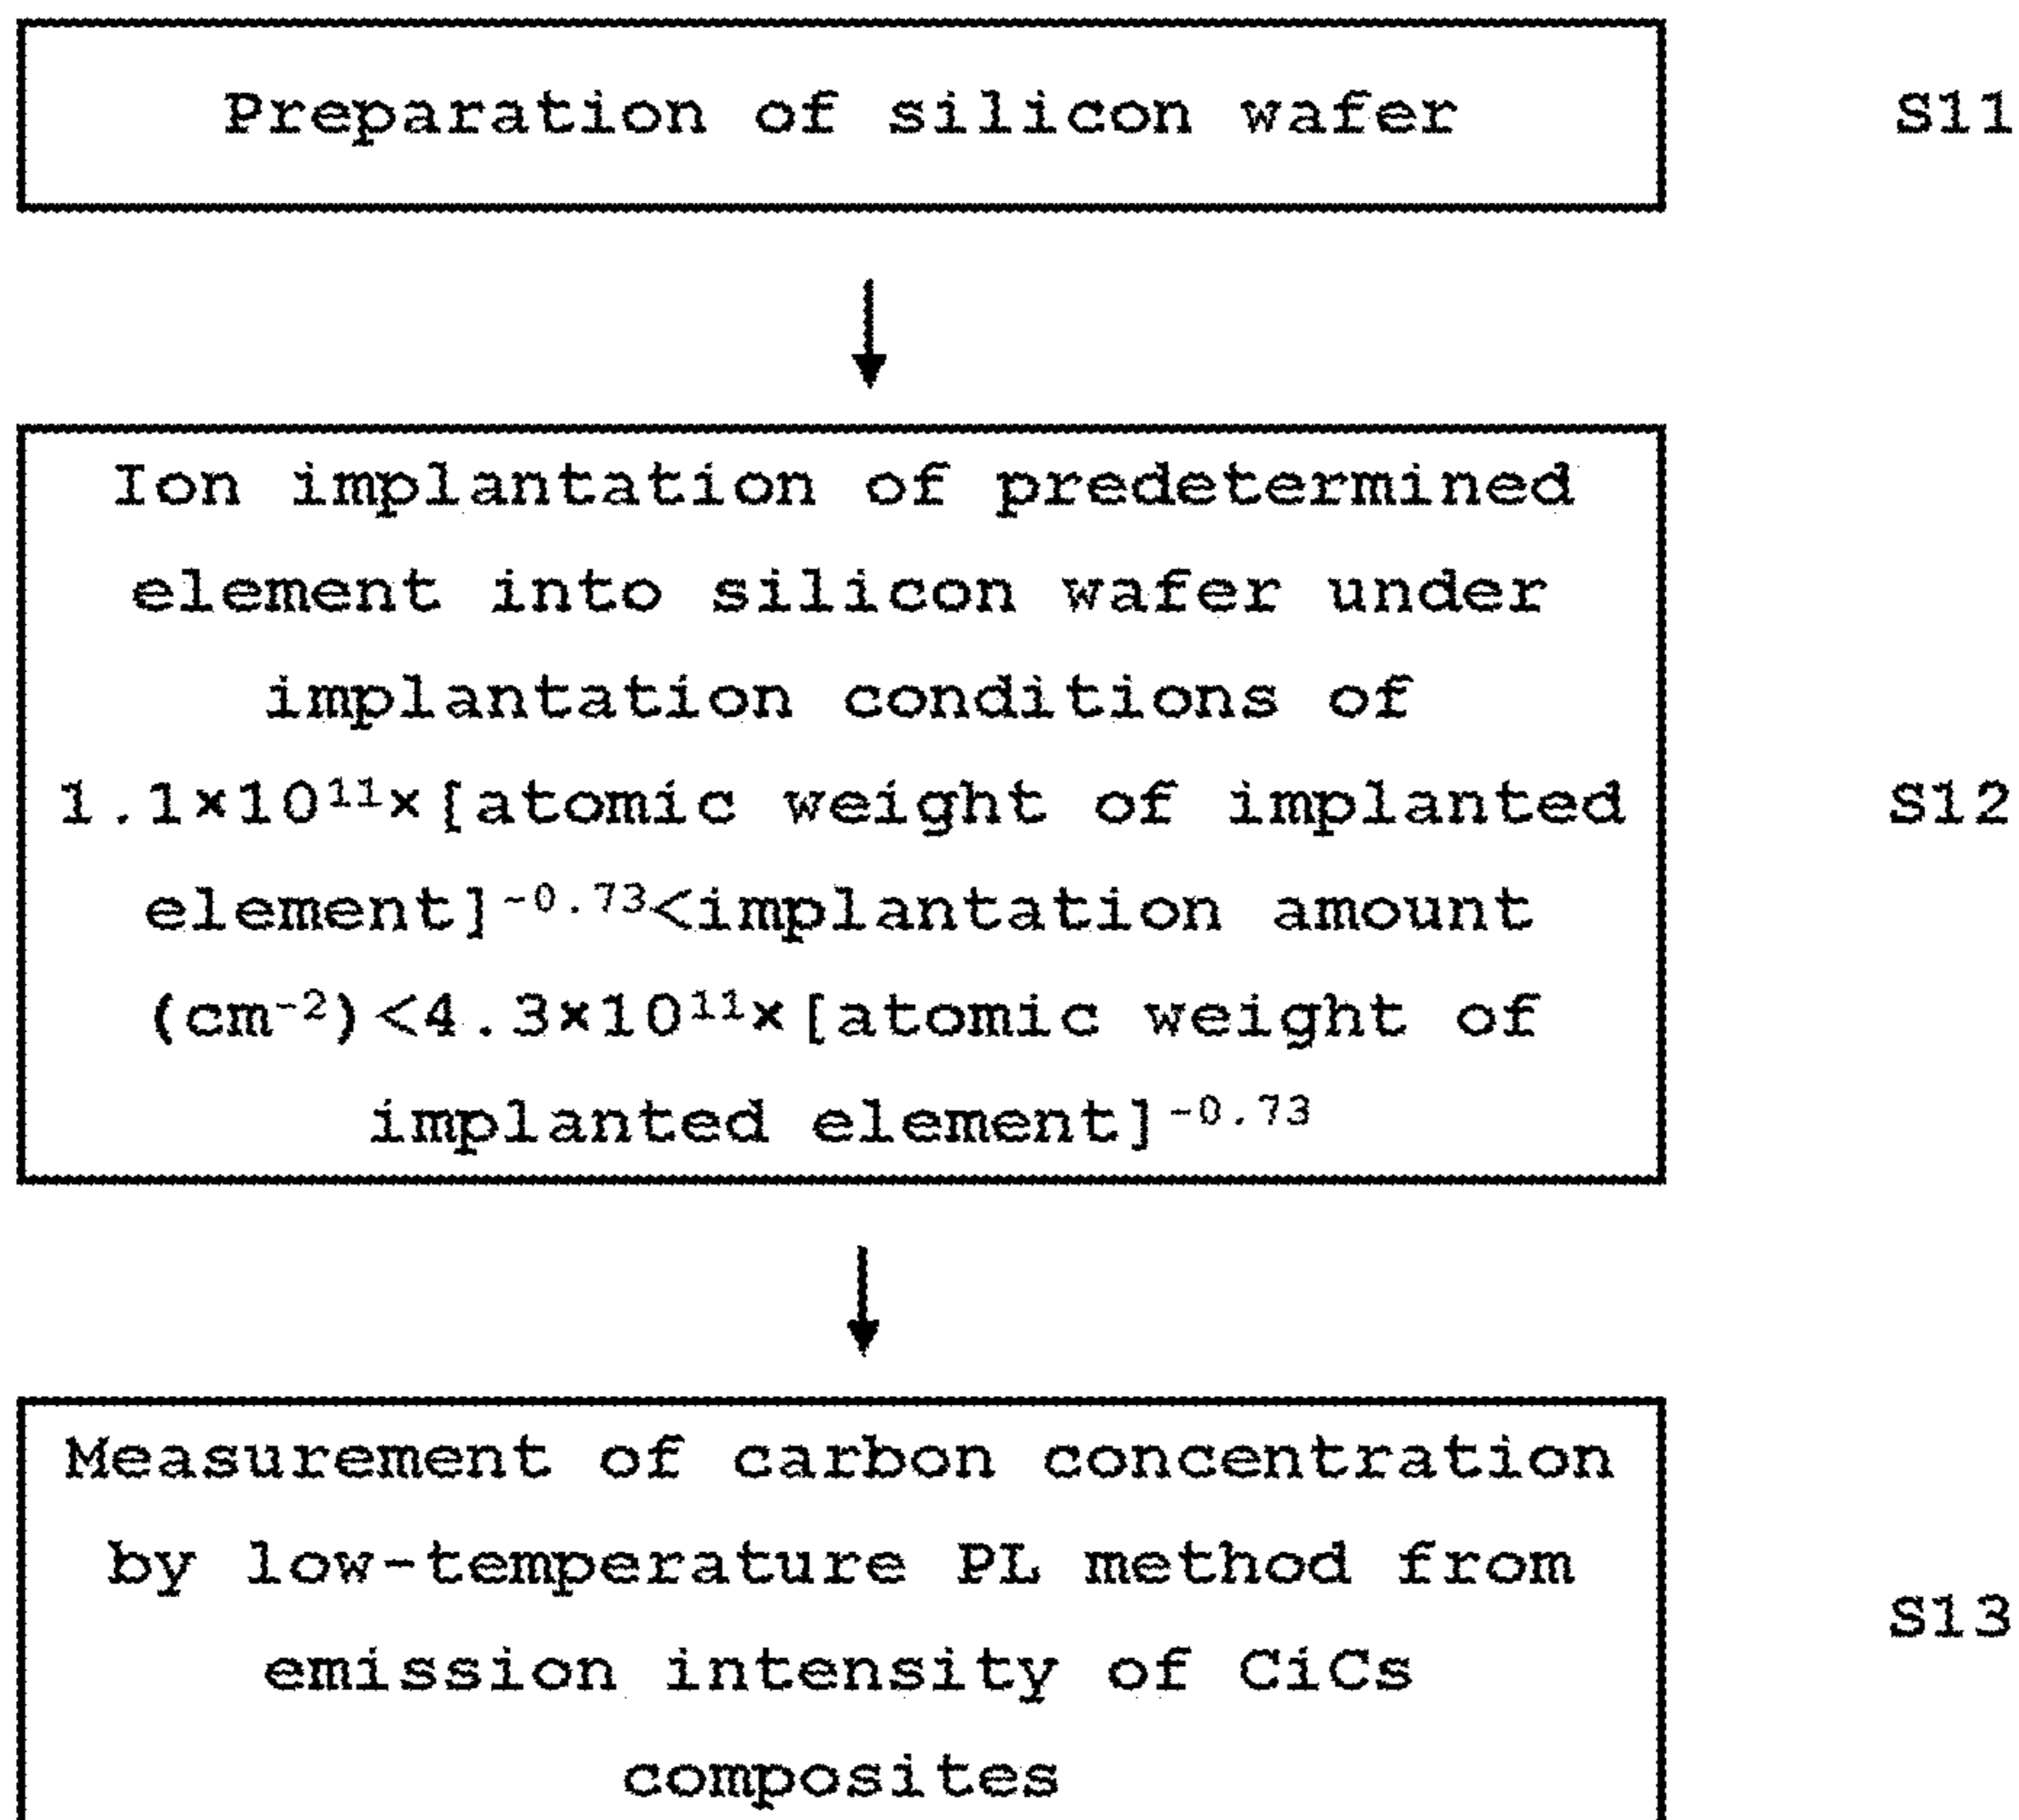 Preparation of silicon wafer
S11
Ion implantation of predetermined
element into silicon wafer under
implantation conditions of
1.1×10¹¹×[atomic weight of implanted
S12
element]⁻⁰·⁷³<implantation amount
(cm⁻²)<4.3×10¹¹×[atomic weight of
implanted element]⁻⁰·⁷³
Measurement of carbon concentration
by low-temperature PL method from
S13
emission intensity of CiCs
composites